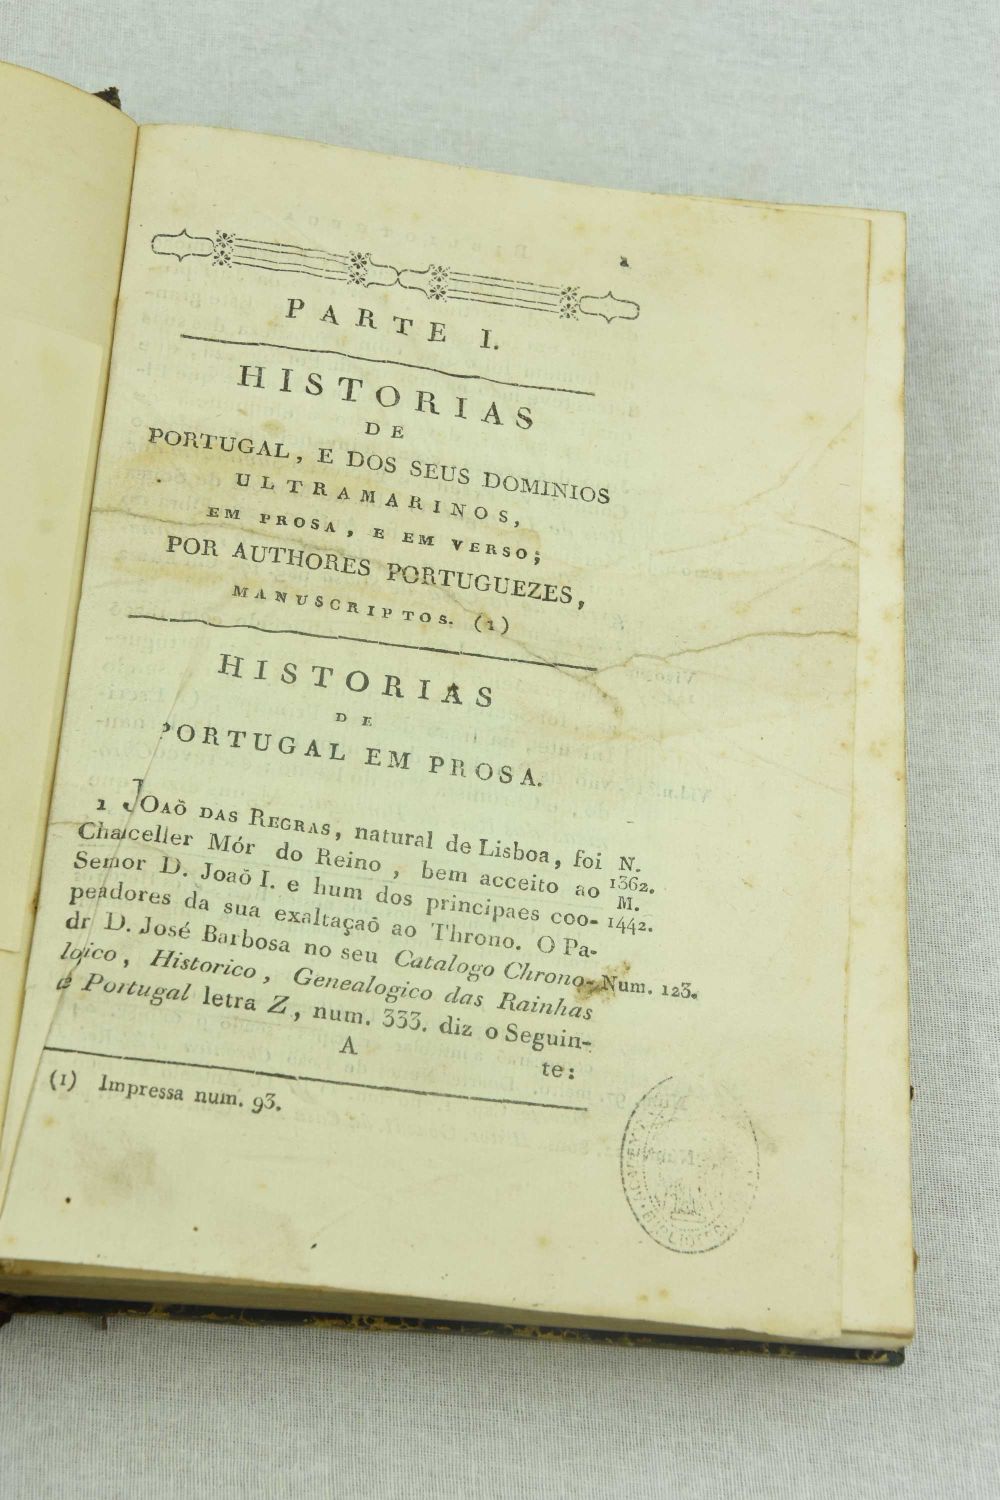 PARTE I.
HISTORIAS
DE
PORTUGAL, E DOS SEUS DOMINIOS
ULTRAMARINOS,
EM PROSA, E EM VERSO;
POR AUTHORES PORTUGUEZES,
MANUSCRIPTOS. (1)
HISTORIAS
DE
PORTUGAL EM PROSA.
1 JOAÕ DAS REGRAS, natural de Lisboa, foi N.
Chanceller Mór do Reino, bem acceito ao 1362.
Senhor D. Joaõ I. e hum dos principaes coo- M. 1442.
peradores da sua exaltaçaõ ao Throno. O Pa-
dr D. José Barbosa no seu Catalogo Chrono- Num. 123.
logico, Historico, Genealogico das Rainhas
e Portugal letra Z, num. 333. diz o Seguin-
A te:
(1) Impressa num. 93.